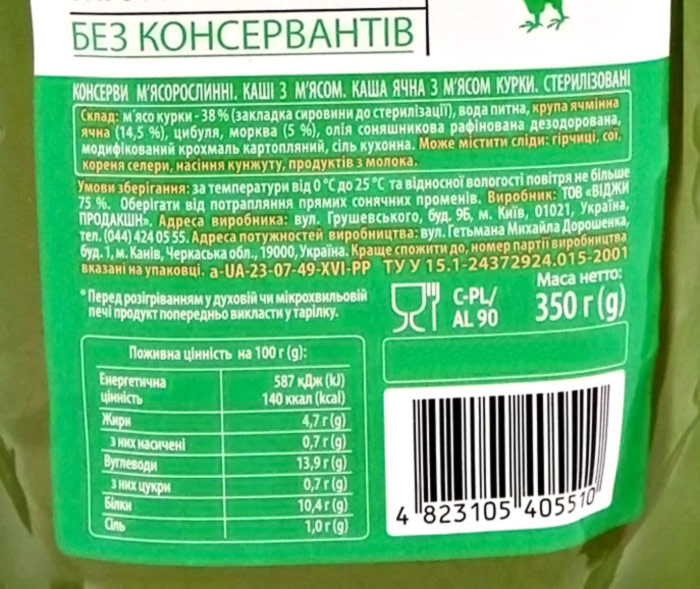 БЕЗ КОНСЕРВАНТІВ
КОНСЕРВИ М'ЯСОРОСЛИННІ. КАШІ З М'ЯСОМ. КАША ЯЧНА З М'ЯСОМ КУРКИ. СТЕРИЛІЗОВАНІ
Склад: м'ясо курки - 38 % (закладка сировини до стерилізації), вода питна, крупа ячмінна
ячна (14,5 %), цибуля, морква (5 %), олія соняшникова рафінована дезодорована,
модифікований крохмаль картопляний, сіль кухонна. Може містити сліди: гірчиці, сої,
кореня селери, насіння кунжуту, продуктів з молока.
Умови зберігання: за температури від 0 °С до 25 °С та відносної вологості повітря не більше
75 %. Оберігати від потрапляння прямих сонячних променів. Виробник: ТОВ «ВІДЖИ
ПРОДАКШН». Адреса виробника: вул. Грушевського, буд. 9Б, м. Київ, 01021, Україна,
тел. (044) 424 05 55. Адреса потужностей виробництва: вул. Гетьмана Михайла Дорошенка,
буд. 1, м. Канів, Черкаська обл., 19000, Україна. Краще спожити до, номер партії виробництва
вказані на упаковці. a-UA-23-07-49-XVI-PP ТУ У 15.1-24372924.015-2001
*Перед розігріванням у духовій чи мікрохвильовій
печі продукт попередньо викласти у тарілку.
C-PL/
AL 90
Маса нетто:
350 г (g)
Поживна цінність на 100 г (g):
Енергетична цінність 587 кДж (kJ)
140 ккал (kcal)
Жири 4,7 г (g)
з них насичені 0,7 г (g)
Вуглеводи 13,9 г (g)
з них цукри 0,7 г (g)
Білки 10,4 г (g)
Сіль 1,0 г (g)
4 823105 405510